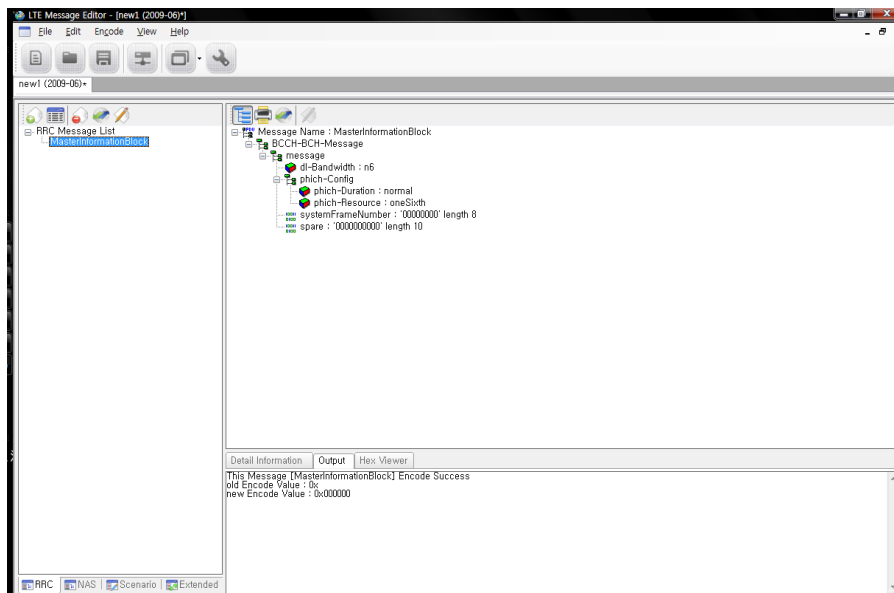 LTE Message Editor - [new1 (2009-06)*]
File Edit Encode View Help
new1 (2009-06)*
RRC Message List
MasterInformationBlock
Message Name : MasterInformationBlock
BCCH-BCH-Message
message
dl-Bandwidth : n6
phich-Config
phich-Duration : normal
phich-Resource : oneSixth
systemFrameNumber : '00000000' length 8
spare : '0000000000' length 10
Detail Information Output Hex Viewer
This Message [MasterInformationBlock] Encode Success
old Encode Value : 0x
new Encode Value : 0x000000
RRC NAS Scenario Extended